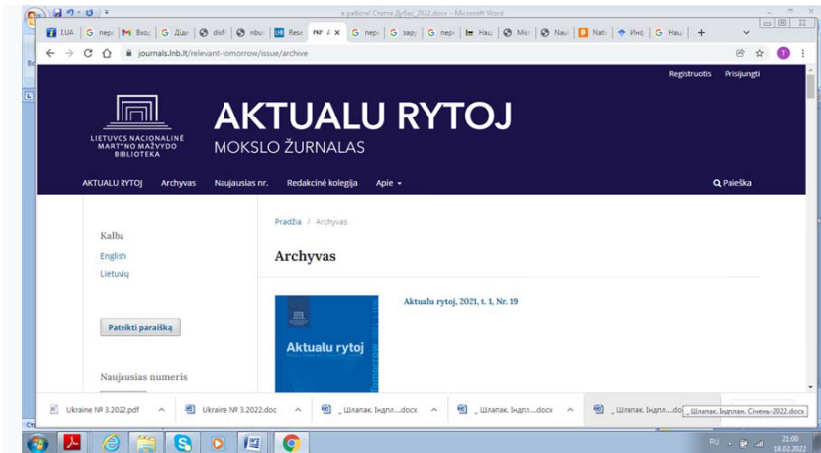 в работе! Стаття Дубас_2022.docx - Microsoft Word
journals.lnb.lt/relevant-omorrow/issue/archive
Registruotis Prisijungti
LIETUVOS NACIONALINĖ
MARTYNO MAŽVYDO
BIBLIOTEKA
AKTUALU RYTOJ
MOKSLO ŽURNALAS
AKTUALU RYTOJ Archyvas Naujausias nr. Redakcinė kolegija Apie
Paieška
Pradžia / Archyvas
Kalba
English
Lietuvių
Archyvas
Aktualu rytoj, 2021, t. 1, Nr. 19
Aktualu rytoj
Pateikti paraišką
Naujausias numeris
Ukraine № 3.2022.pdf
Ukraine № 3.2022.doc
_ Шлапак. Індпл....docx
_ Шлапак. Індпл....docx
_ Шлапак. Індпл....do
_ Шлапак. Індплан. Січень-2022.docx
RU
21:00
18.02.2022